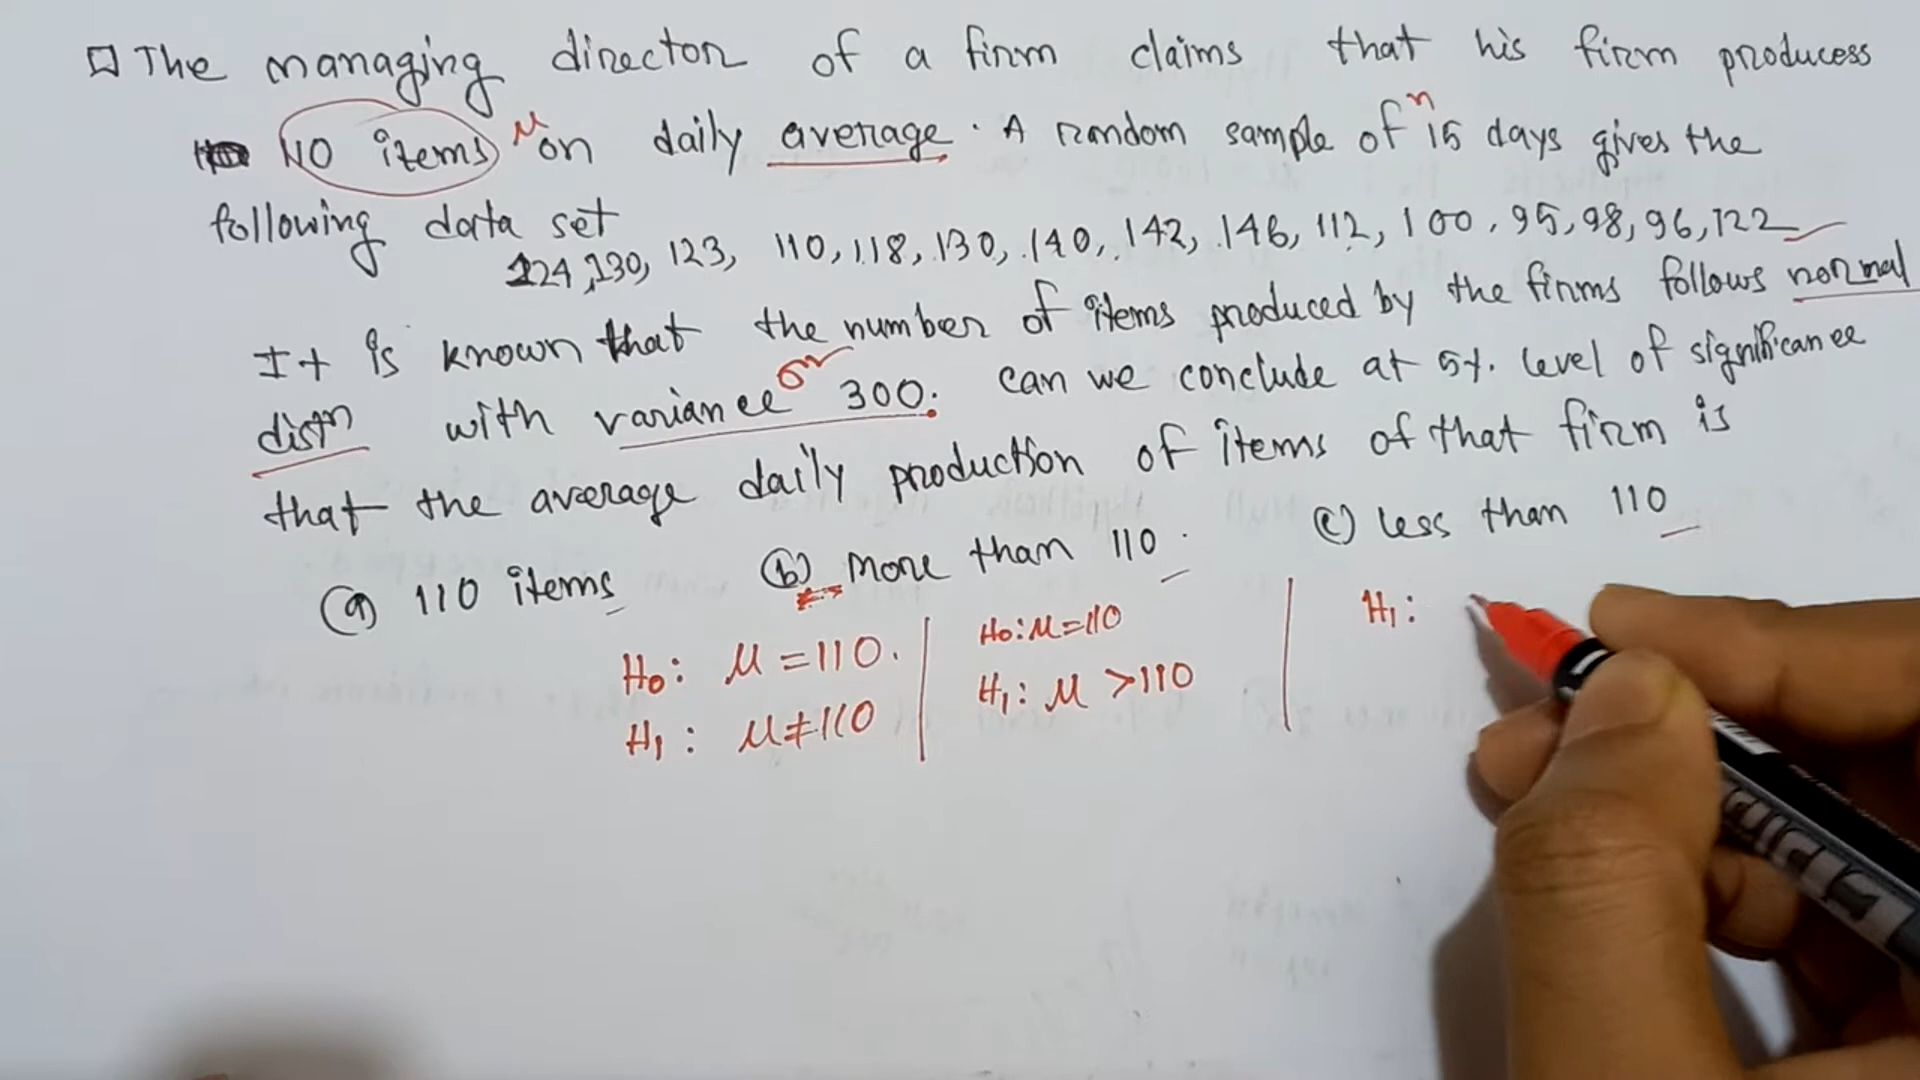 The managing director of a firm claims that his firm producess
110 items μ on daily average. A random sample of n 15 days gives the
following data set
124, 130, 123, 110, 118, 130, 140, 142, 146, 112, 100, 95, 98, 96, 122
It is known that the number of items produced by the firms follows normal
distn with variance σ² 300. can we conclude at 5%. level of significance
that the average daily production of items of that firm is
(a) 110 items (b) more than 110. (c) less than 110
H₀: μ = 110. H₀: μ = 110 H₁:
H₁: μ ≠ 110 H₁: μ > 110